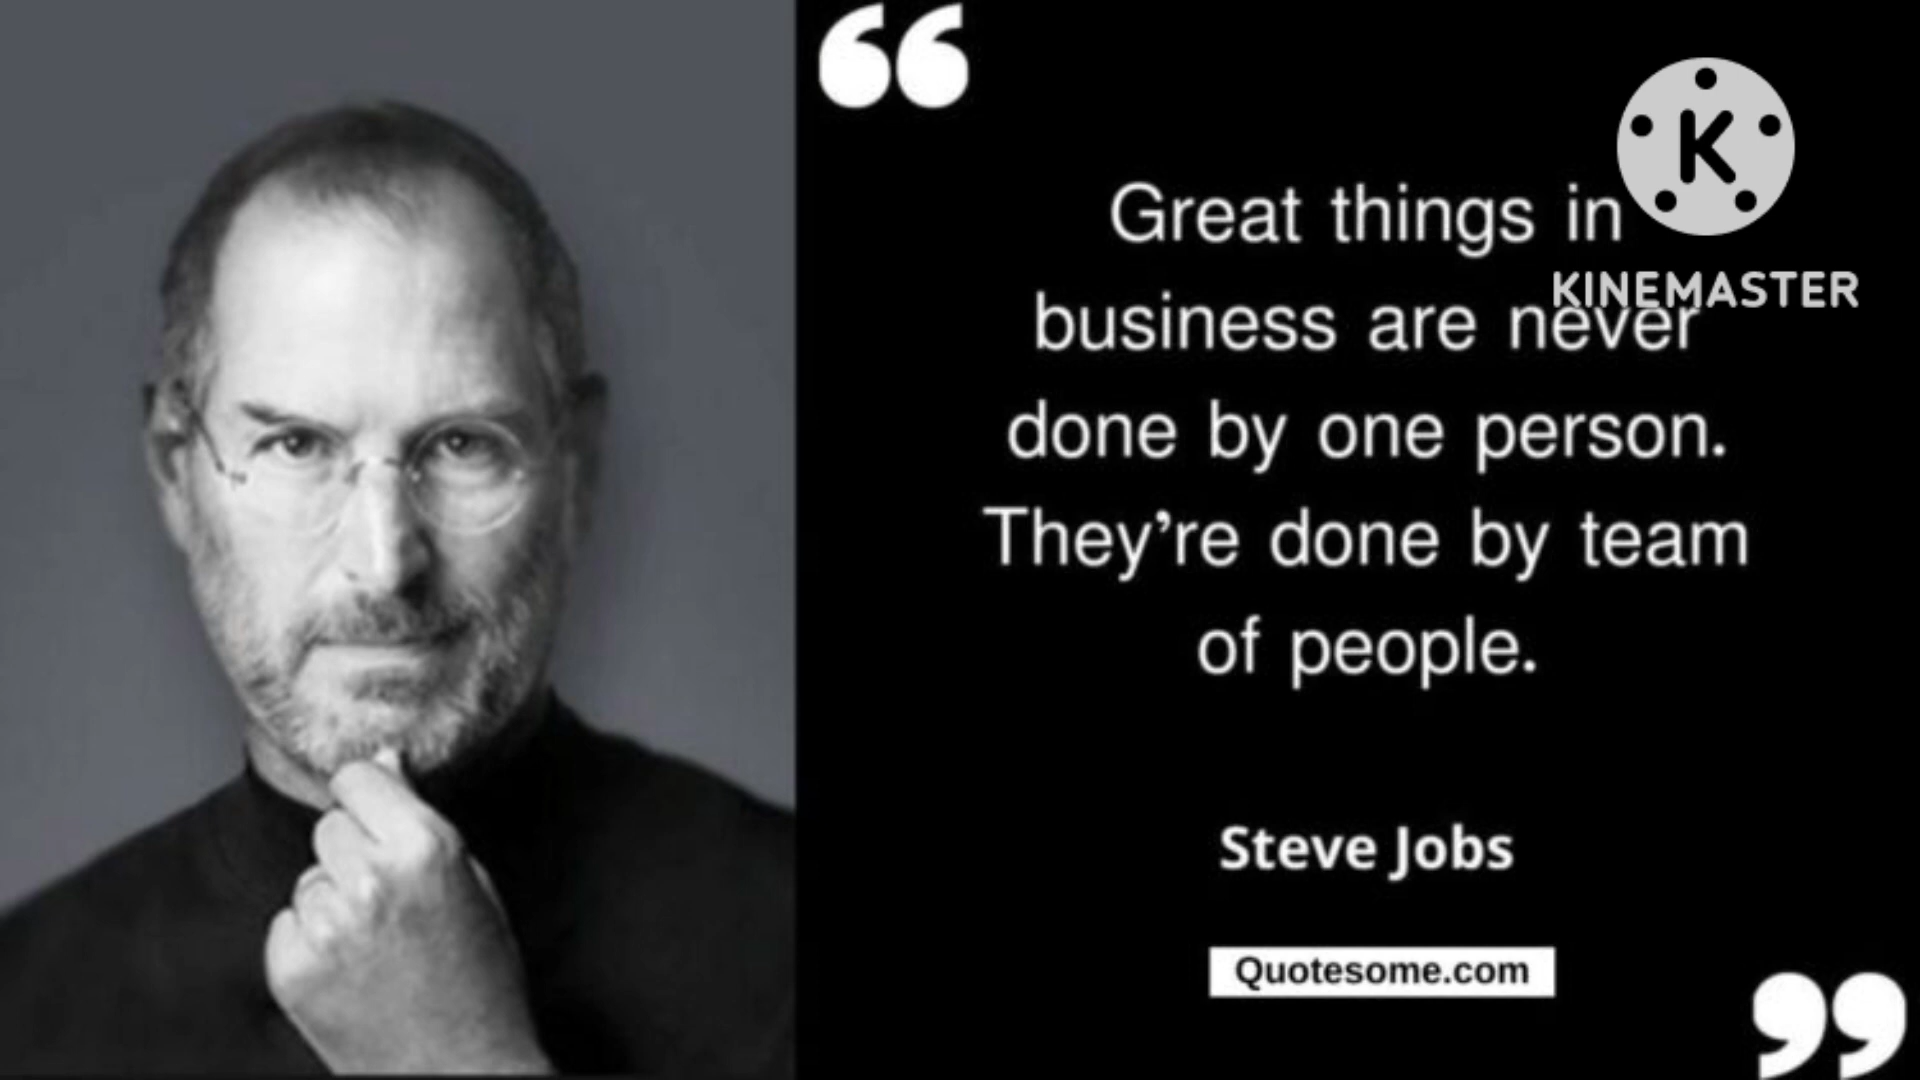 “
Great things in
business are never
done by one person.
They’re done by team
of people.
Steve Jobs
Quotesome.com
”
K
KINEMASTER